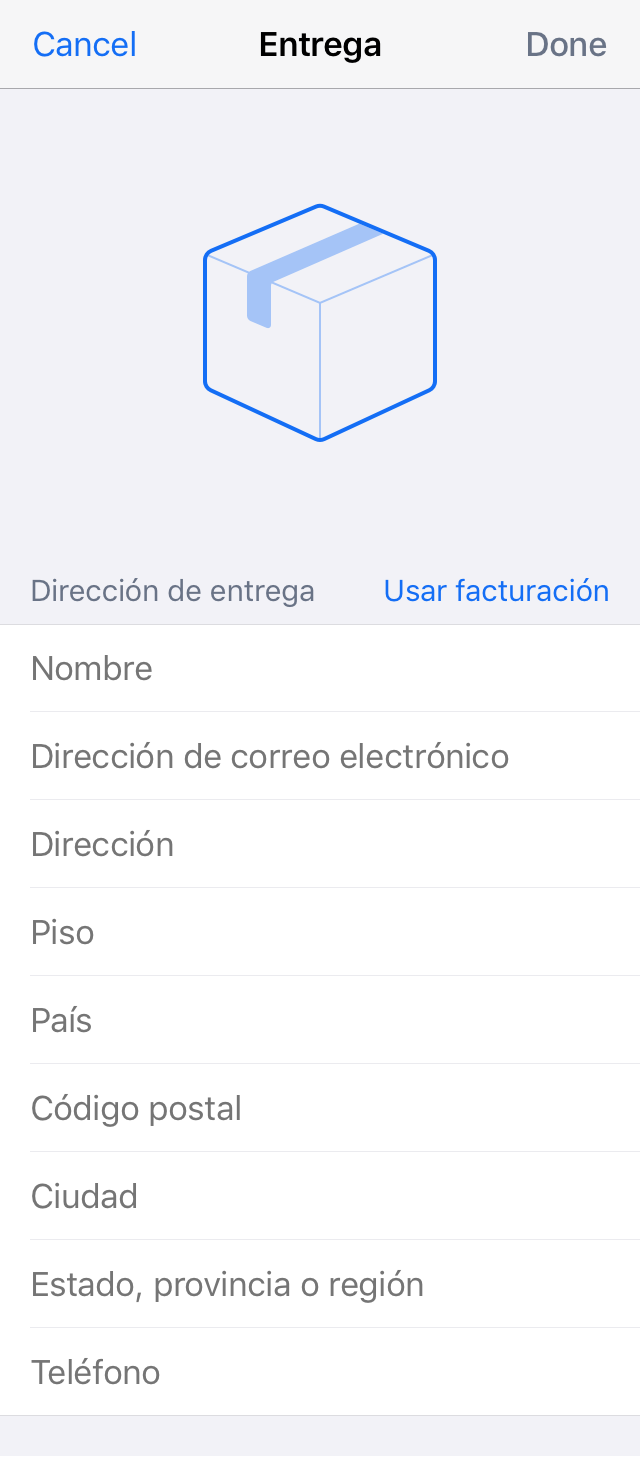 Cancel Entrega Done
Dirección de entrega Usar facturación
Nombre
Dirección de correo electrónico
Dirección
Piso
País
Código postal
Ciudad
Estado, provincia o región
Teléfono